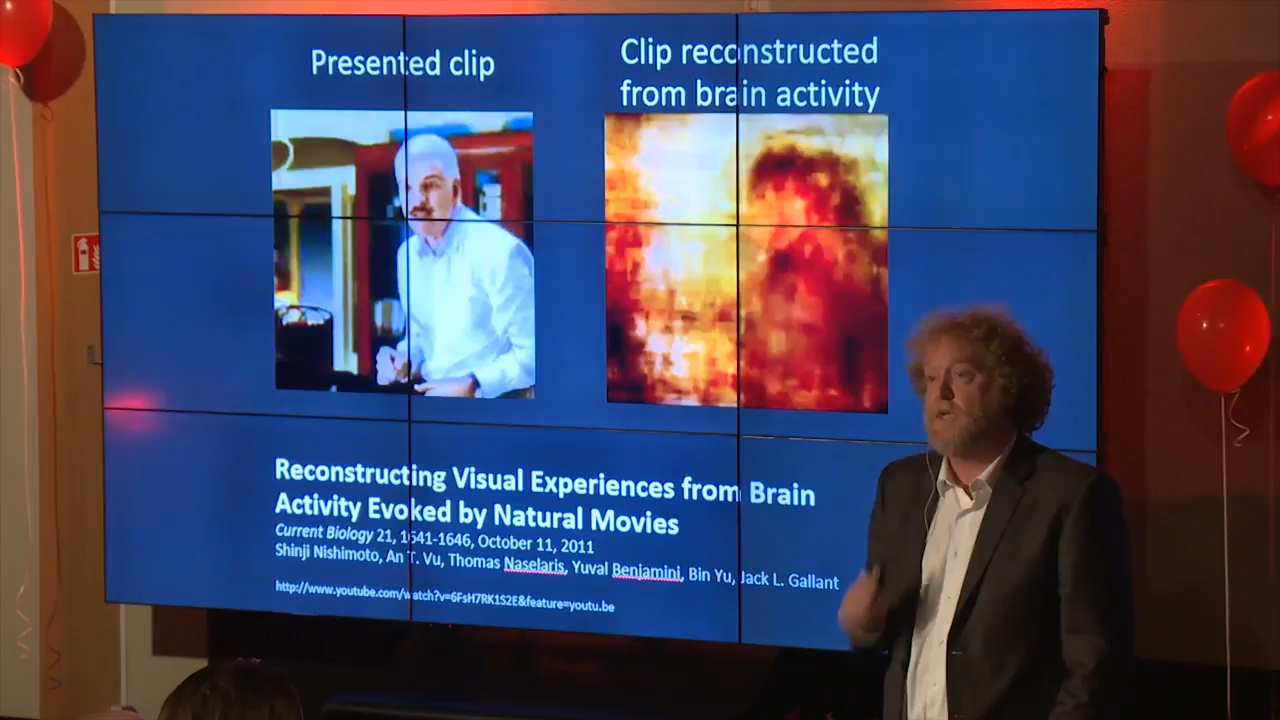 Presented clip
Clip reconstructed
from brain activity
Reconstructing Visual Experiences from Brain
Activity Evoked by Natural Movies
Current Biology 21, 1641-1646, October 11, 2011
Shinji Nishimoto, An T. Vu, Thomas Naselaris, Yuval Benjamini, Bin Yu, Jack L. Gallant
http://www.youtube.com/watch?v=6FsH7RK1S2E&feature=youtu.be